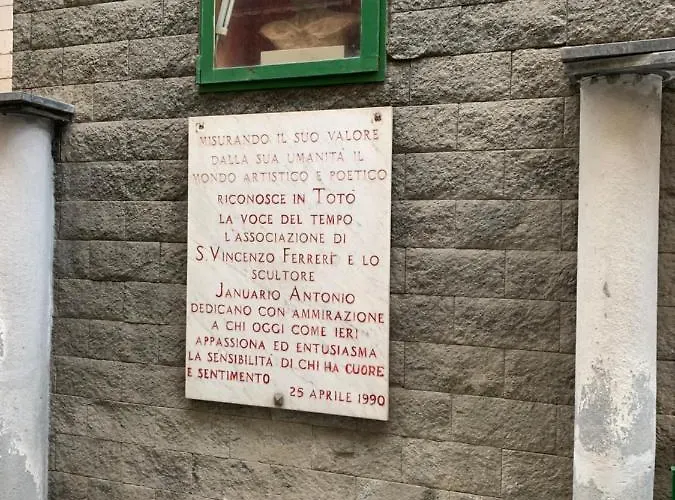 MISURANDO IL SUO VALORE
DALLA SUA UMANITÀ IL
MONDO ARTISTICO E POETICO
RICONOSCE IN TOTÒ
LA VOCE DEL TEMPO
L'ASSOCIAZIONE DI
S. VINCENZO FERRERI E LO
SCULTORE
JANUARIO ANTONIO
DEDICANO CON AMMIRAZIONE
A CHI OGGI COME IERI
APPASSIONA ED ENTUSIASMA
LA SENSIBILITÀ DI CHI HA CUORE
E SENTIMENTO 25 APRILE 1990